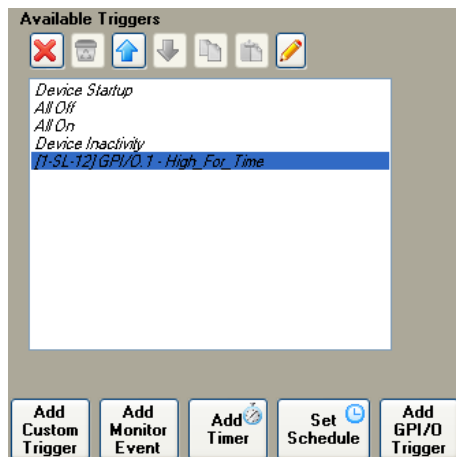 Available Triggers
Device Startup
All Off
All On
Device Inactivity
[1-SL-12] GPI/O.1 - High_For_Time
Add
Custom
Trigger
Add
Monitor
Event
Add
Timer
Set
Schedule
Add
GPI/O
Trigger